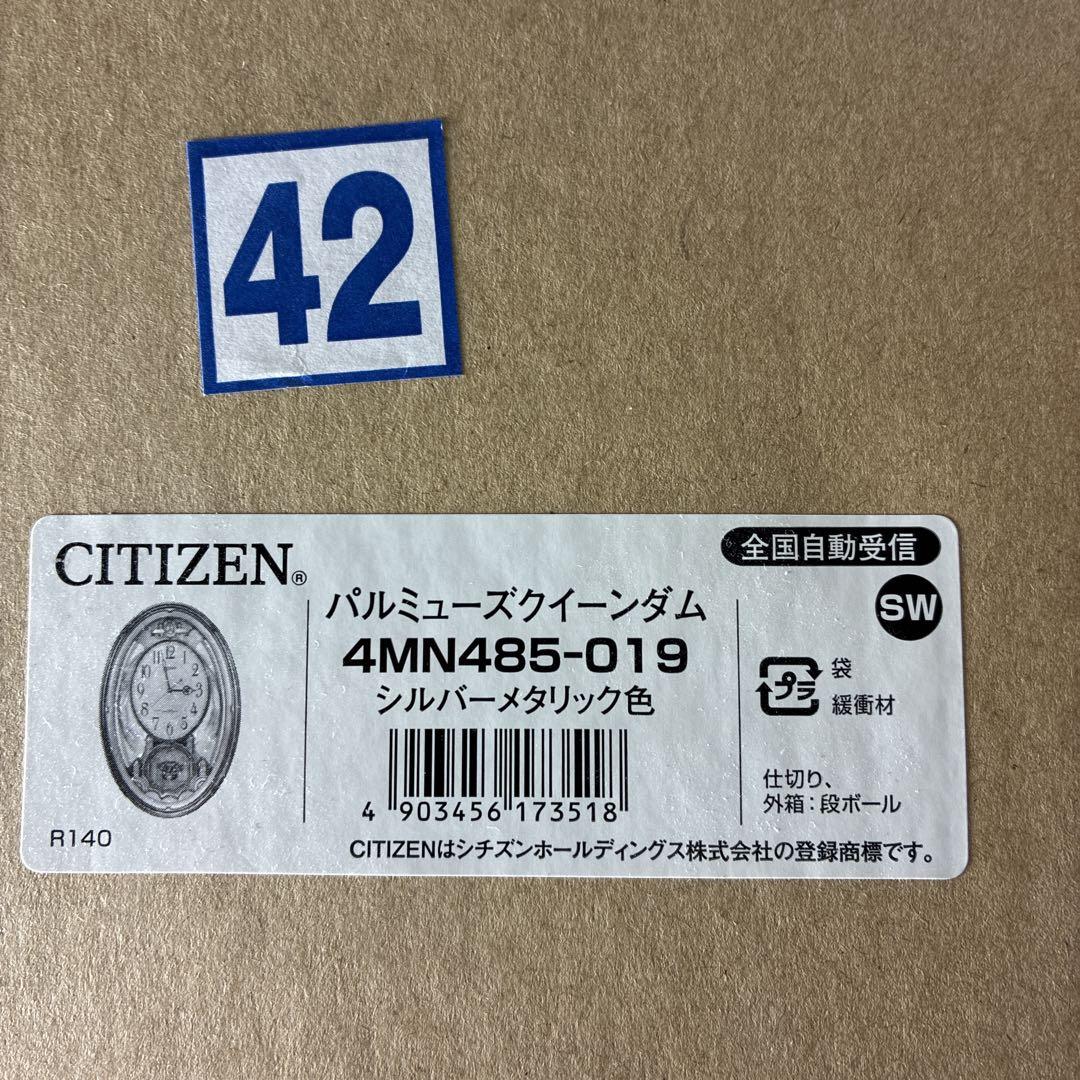 42
CITIZEN®
全国自動受信
パルミューズクイーンダム
SW
4MN485-019
シルバーメタリック色
プラ
袋
緩衝材
4 903456 173518
仕切り、
外箱：段ボール
R140
CITIZENはシチズンホールディングス株式会社の登録商標です。